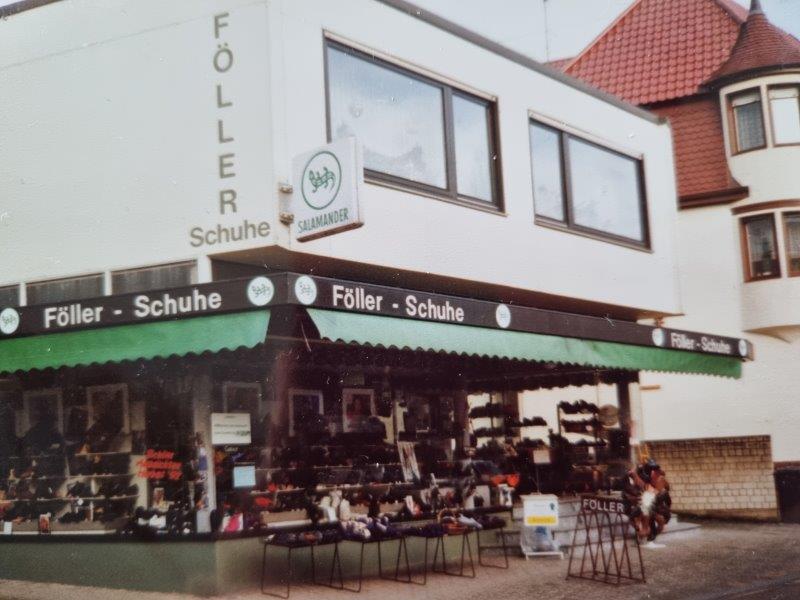 FÖLLER
Schuhe
SALAMANDER
Föller - Schuhe
Föller - Schuhe
Föller - Schuhe
FÖLLER